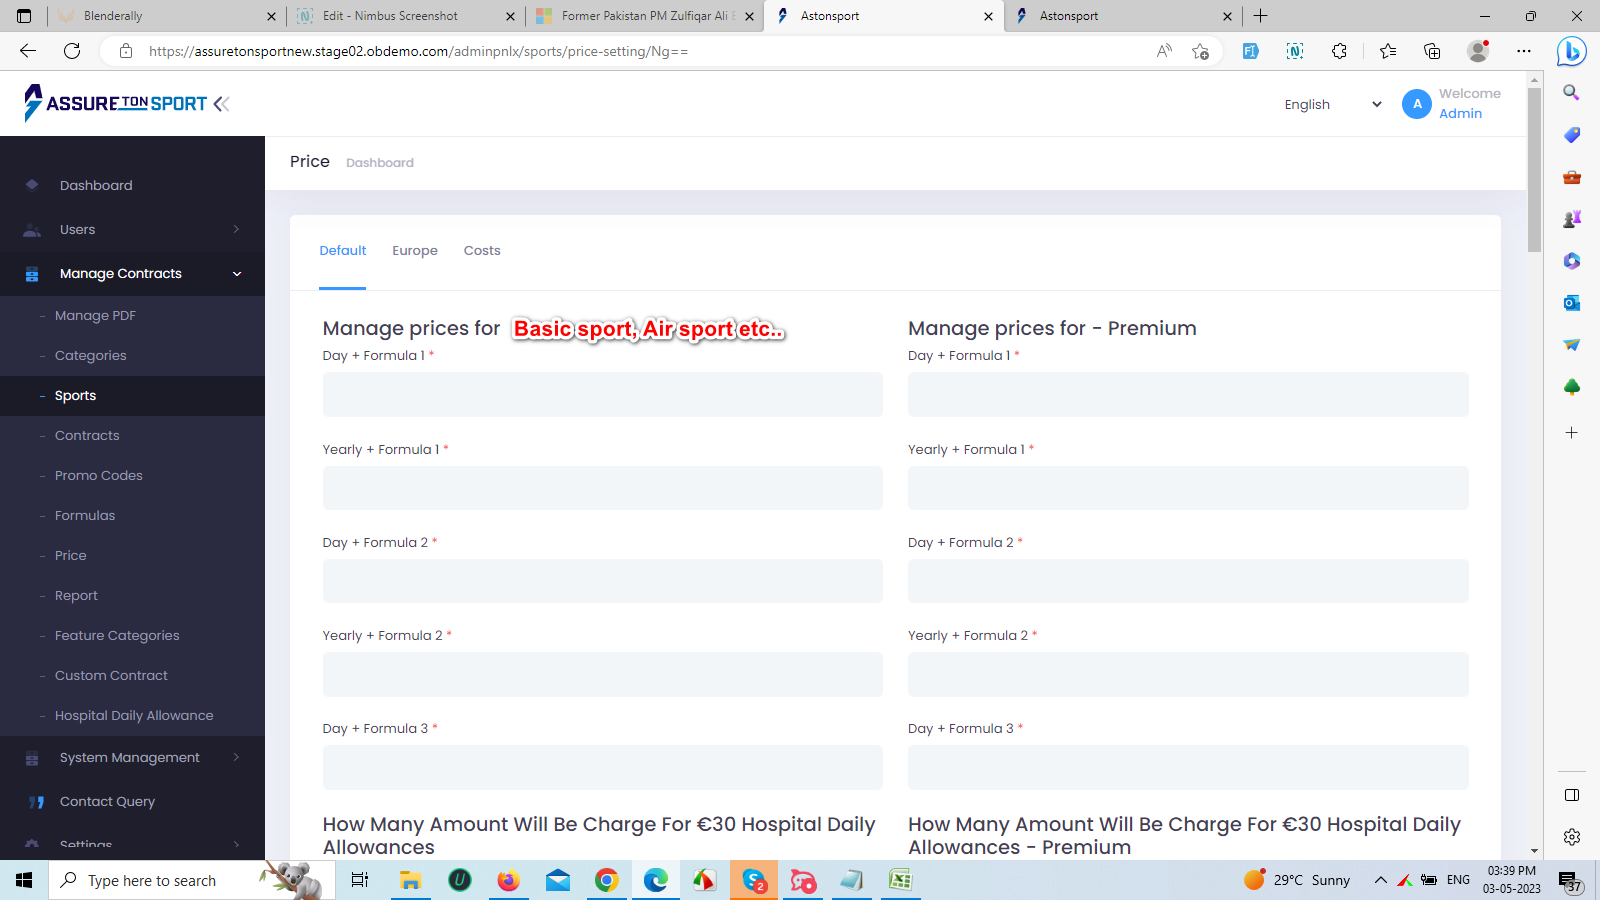 Blenderally
Edit - Nimbus Screenshot
Former Pakistan PM Zulfiqar Ali
Astonsport
Astonsport
https://assuretonsportnew.stage02.obdemo.com/adminpnlx/sports/price-setting/Ng==
ASSURE TON SPORT
English
A
Welcome
Admin
Price
Dashboard
Dashboard
Users
Manage Contracts
- Manage PDF
- Categories
- Sports
- Contracts
- Promo Codes
- Formulas
- Price
- Report
- Feature Categories
- Custom Contract
- Hospital Daily Allowance
System Management
Contact Query
Settings
Default
Europe
Costs
Manage prices for Basic sport, Air sport etc..
Day + Formula 1 *
Yearly + Formula 1 *
Day + Formula 2 *
Yearly + Formula 2 *
Day + Formula 3 *
How Many Amount Will Be Charge For €30 Hospital Daily
Allowances
Manage prices for - Premium
Day + Formula 1 *
Yearly + Formula 1 *
Day + Formula 2 *
Yearly + Formula 2 *
Day + Formula 3 *
How Many Amount Will Be Charge For €30 Hospital Daily
Allowances - Premium
Type here to search
2
29°C Sunny
ENG
03:39 PM
03-05-2023
37